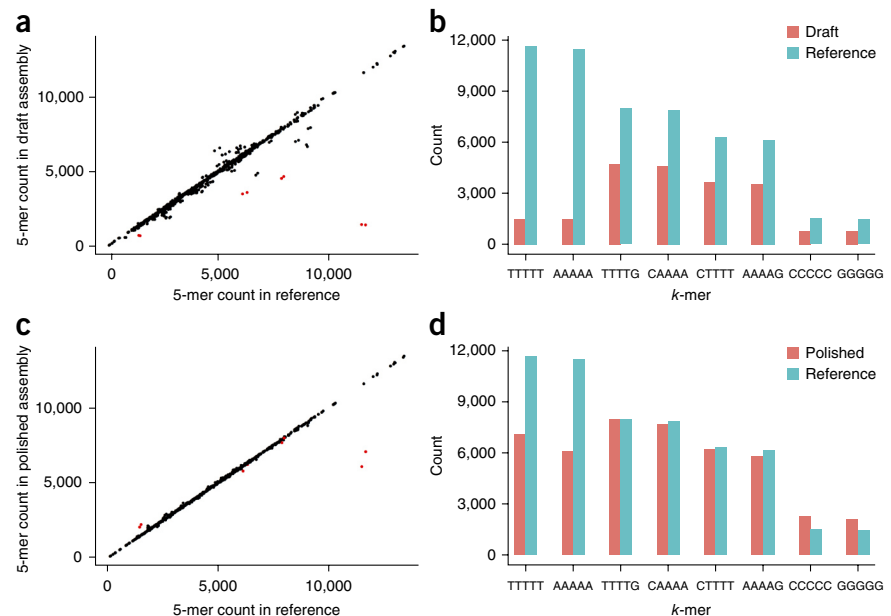 a
5-mer count in draft assembly
10,000
5,000
0
0 5,000 10,000
5-mer count in reference
b
Draft
Reference
Count
12,000
9,000
6,000
3,000
0
TTTTT AAAAA TTTTG CAAAA CTTTT AAAAG CCCCC GGGGG
k-mer
c
5-mer count in polished assembly
10,000
5,000
0
0 5,000 10,000
5-mer count in reference
d
Polished
Reference
Count
12,000
9,000
6,000
3,000
0
TTTTT AAAAA TTTTG CAAAA CTTTT AAAAG CCCCC GGGGG
k-mer